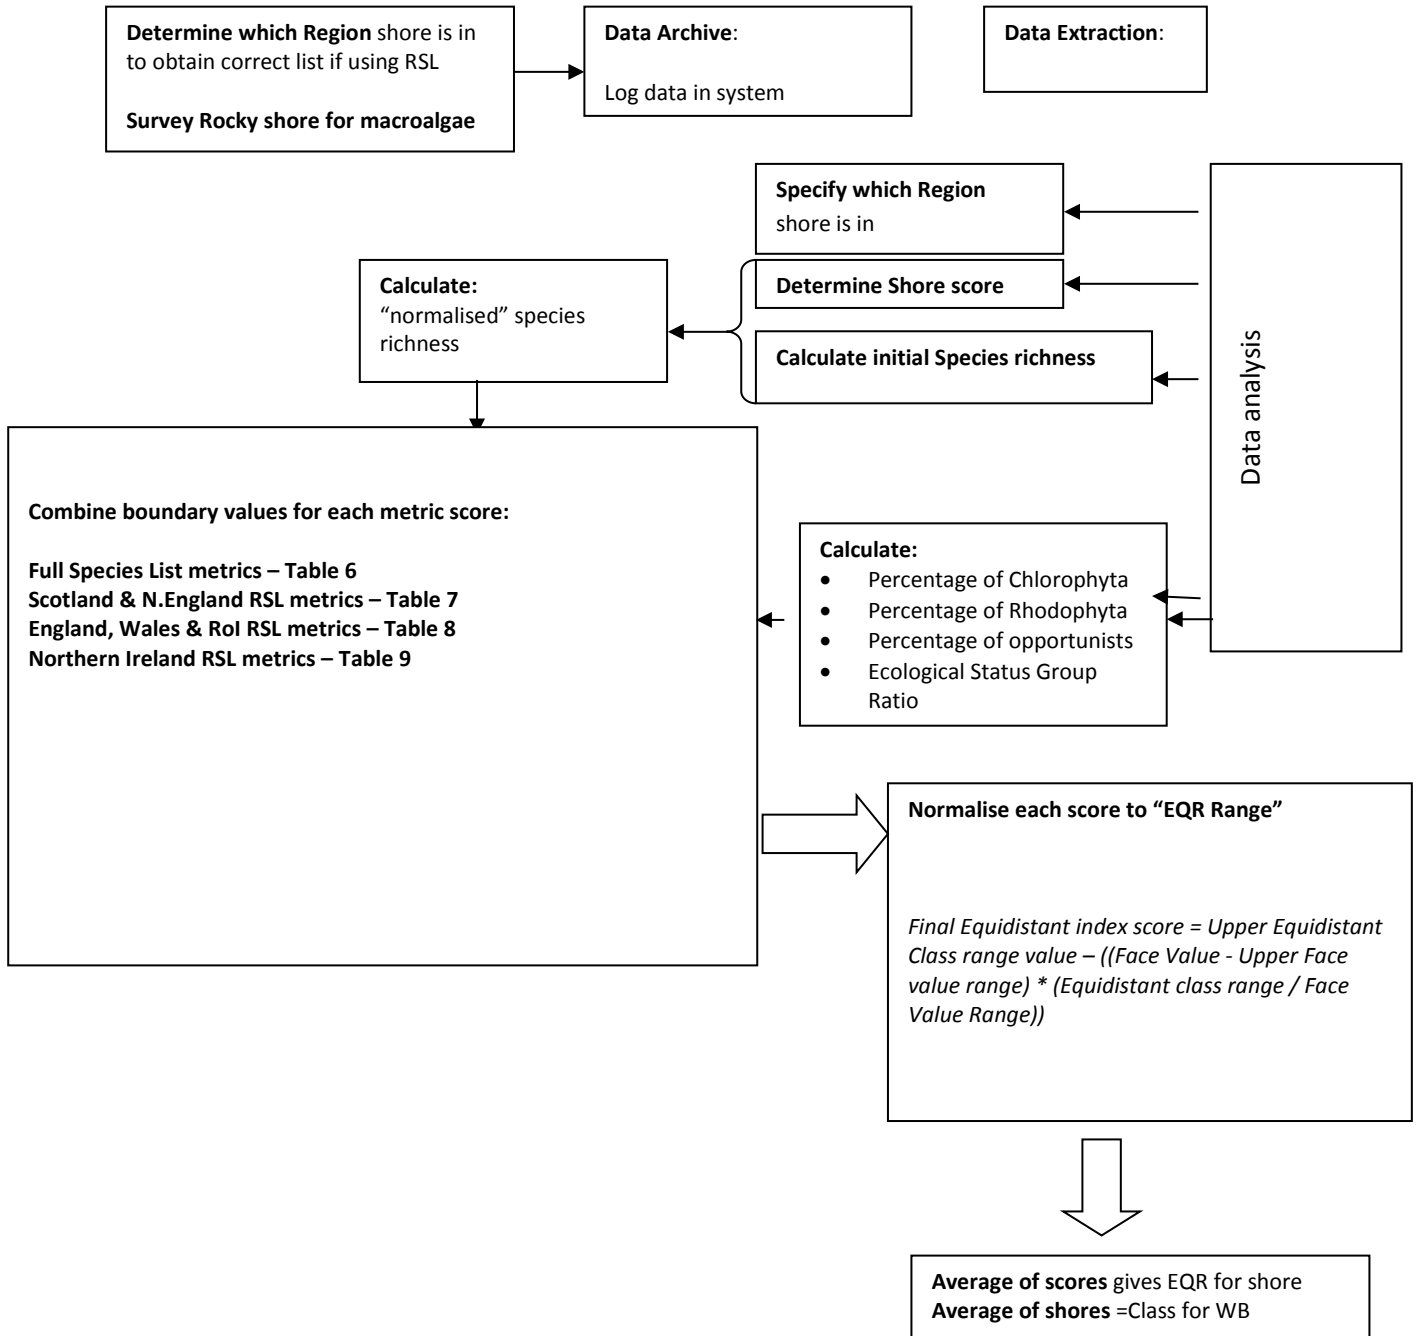 Determine which Region shore is in
to obtain correct list if using RSL
Survey Rocky shore for macroalgae
Data Archive:
Log data in system
Data Extraction:
Specify which Region
shore is in
Determine Shore score
Calculate initial Species richness
Data analysis
Calculate:
“normalised” species
richness
Combine boundary values for each metric score:
Full Species List metrics – Table 6
Scotland & N.England RSL metrics – Table 7
England, Wales & RoI RSL metrics – Table 8
Northern Ireland RSL metrics – Table 9
Calculate:
• Percentage of Chlorophyta
• Percentage of Rhodophyta
• Percentage of opportunists
• Ecological Status Group
Ratio
Normalise each score to “EQR Range”
Final Equidistant index score = Upper Equidistant
Class range value – ((Face Value - Upper Face
value range) * (Equidistant class range / Face
Value Range))
Average of scores gives EQR for shore
Average of shores =Class for WB